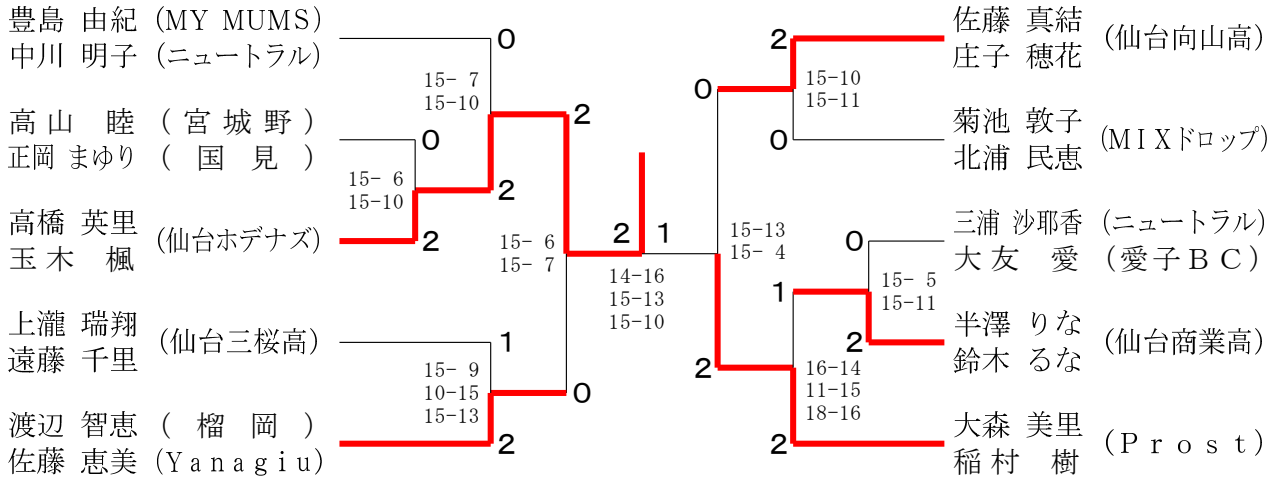 豊島 由紀 (MY MUMS)
中川 明子 (ニュートラル)
高山 睦 (宮城野)
正岡 まゆり (国見)
高橋 英里
玉木 楓
(仙台ホデナズ)
上瀧 瑞翔
遠藤 千里
(仙台三桜高)
渡辺 智恵 (榴岡)
佐藤 恵美 (Yanagiu)
0
15- 7
15-10
2
0
15- 6
15-10
2
2
15- 6
15- 7
1
15- 9
10-15
15-13
0
2
2 1
14-16
15-13
15-10
0
2
15-10
15-11
0
15-13
15- 4
0
1
15- 5
15-11
2
2
16-14
11-15
18-16
2
佐藤 真結
庄子 穂花
(仙台向山高)
菊池 敦子
北浦 民恵
(MIXドロップ)
三浦 沙耶香 (ニュートラル)
大友 愛 (愛子BC)
半澤 りな
鈴木 るな
(仙台商業高)
大森 美里
稲村 樹
(Prost)